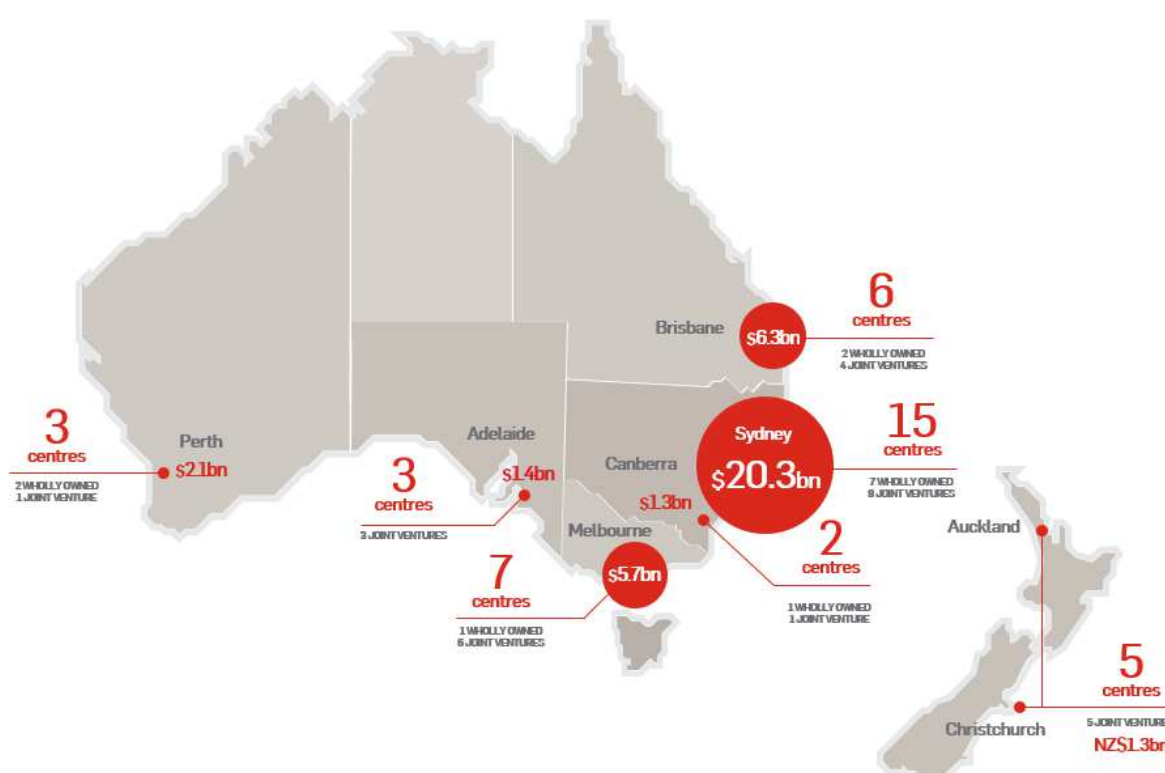 6
centres
Brisbane
$6.3bn
2 WHOLLY OWNED
4 JOINT VENTURES
15
centres
Sydney
$20.3bn
7 WHOLLY OWNED
8 JOINT VENTURES
3
centres
Perth
$2.1bn
2 WHOLLY OWNED
1 JOINT VENTURE
Adelaide
$1.4bn
3
centres
3 JOINT VENTURES
Canberra
$1.3bn
2
centres
1 WHOLLY OWNED
1 JOINT VENTURE
Melbourne
$5.7bn
7
centres
1 WHOLLY OWNED
6 JOINT VENTURES
Auckland
5
centres
Christchurch
5 JOINT VENTURE
NZ$1.3bn